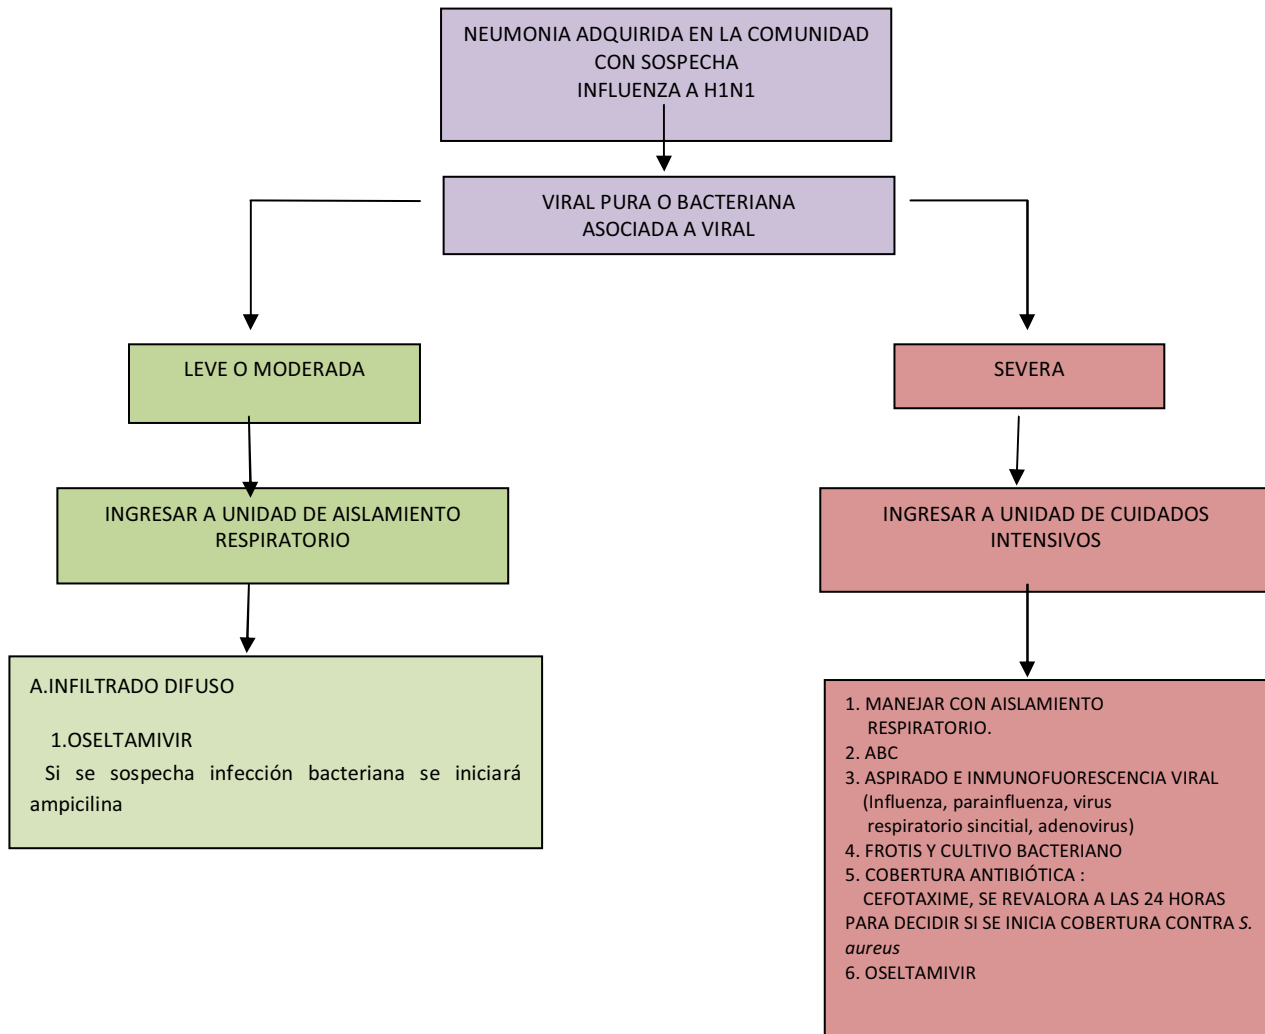 NEUMONIA ADQUIRIDA EN LA COMUNIDAD
CON SOSPECHA
INFLUENZA A H1N1
VIRAL PURA O BACTERIANA
ASOCIADA A VIRAL
LEVE O MODERADA
SEVERA
INGRESAR A UNIDAD DE AISLAMIENTO
RESPIRATORIO
INGRESAR A UNIDAD DE CUIDADOS
INTENSIVOS
A.INFILTRADO DIFUSO
1.OSELTAMIVIR
Si se sospecha infección bacteriana se iniciará
ampicilina
1. MANEJAR CON AISLAMIENTO
RESPIRATORIO.
2. ABC
3. ASPIRADO E INMUNOFUORESCENCIA VIRAL
(Influenza, parainfluenza, virus
respiratorio sincitial, adenovirus)
4. FROTIS Y CULTIVO BACTERIANO
5. COBERTURA ANTIBIÓTICA :
CEFOTAXIME, SE REVALORA A LAS 24 HORAS
PARA DECIDIR SI SE INICIA COBERTURA CONTRA S.
aureus
6. OSELTAMIVIR